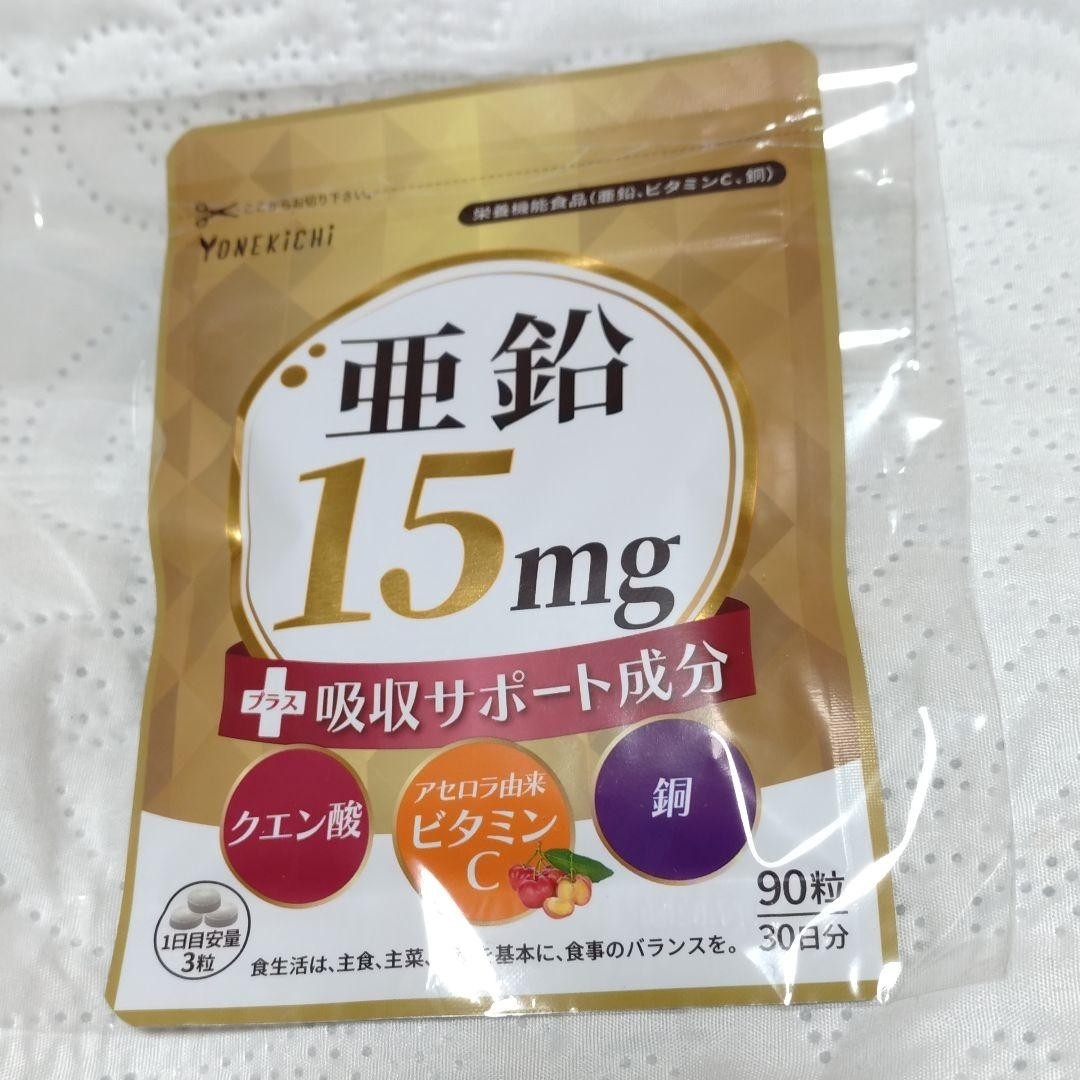 ここからお切り下さい。
栄養機能食品(亜鉛、ビタミンC、銅)
YONEKiCHi
亜鉛
15mg
プラス
吸収サポート成分
クエン酸
アセロラ由来
ビタミン
C
銅
90粒
30日分
1日目安量
3粒
食生活は、主食、主菜、を基本に、食事のバランスを。